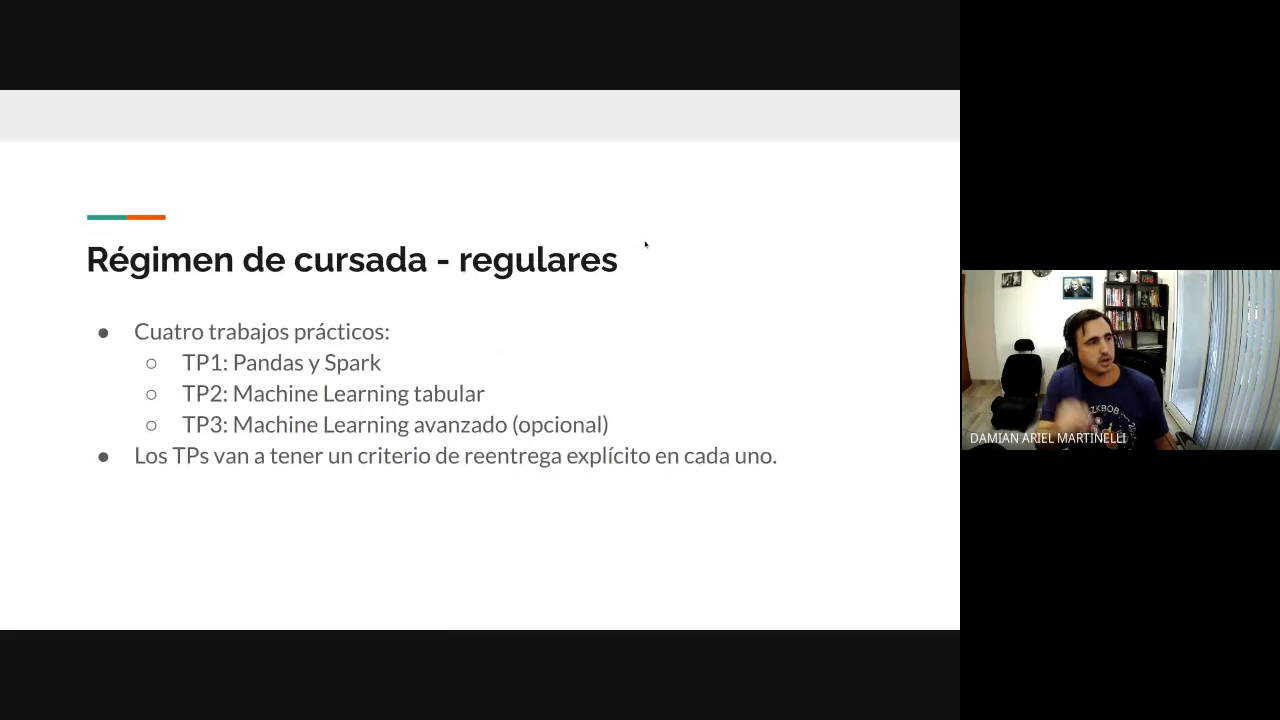 Régimen de cursada - regulares
● Cuatro trabajos prácticos:
○ TP1: Pandas y Spark
○ TP2: Machine Learning tabular
○ TP3: Machine Learning avanzado (opcional)
● Los TPs van a tener un criterio de reentrega explícito en cada uno.
ZKBOB
DAMIAN ARIEL MARTINELLI